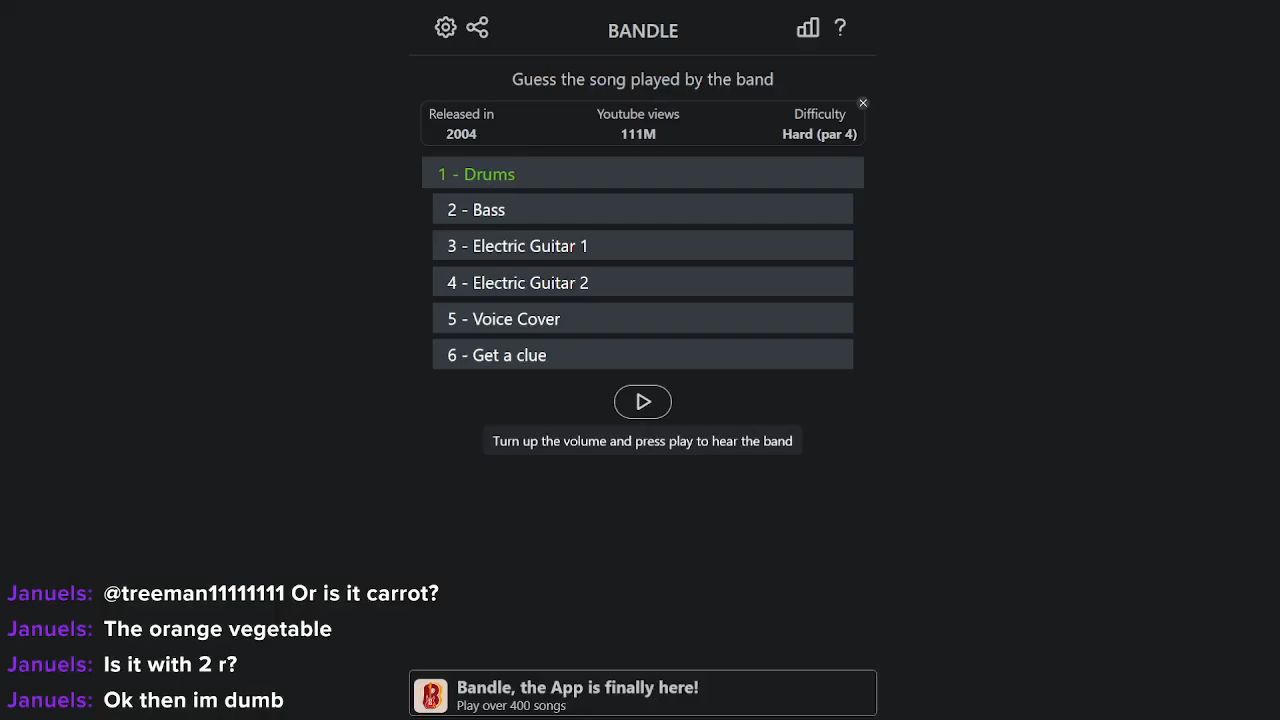 BANDLE
?
Guess the song played by the band
Released in
2004
Youtube views
111M
Difficulty
Hard (par 4)
1 - Drums
2 - Bass
3 - Electric Guitar 1
4 - Electric Guitar 2
5 - Voice Cover
6 - Get a clue
Turn up the volume and press play to hear the band
Januels: @treeman11111111 Or is it carrot?
Januels: The orange vegetable
Januels: Is it with 2 r?
Januels: Ok then im dumb
Bandle, the App is finally here!
Play over 400 songs